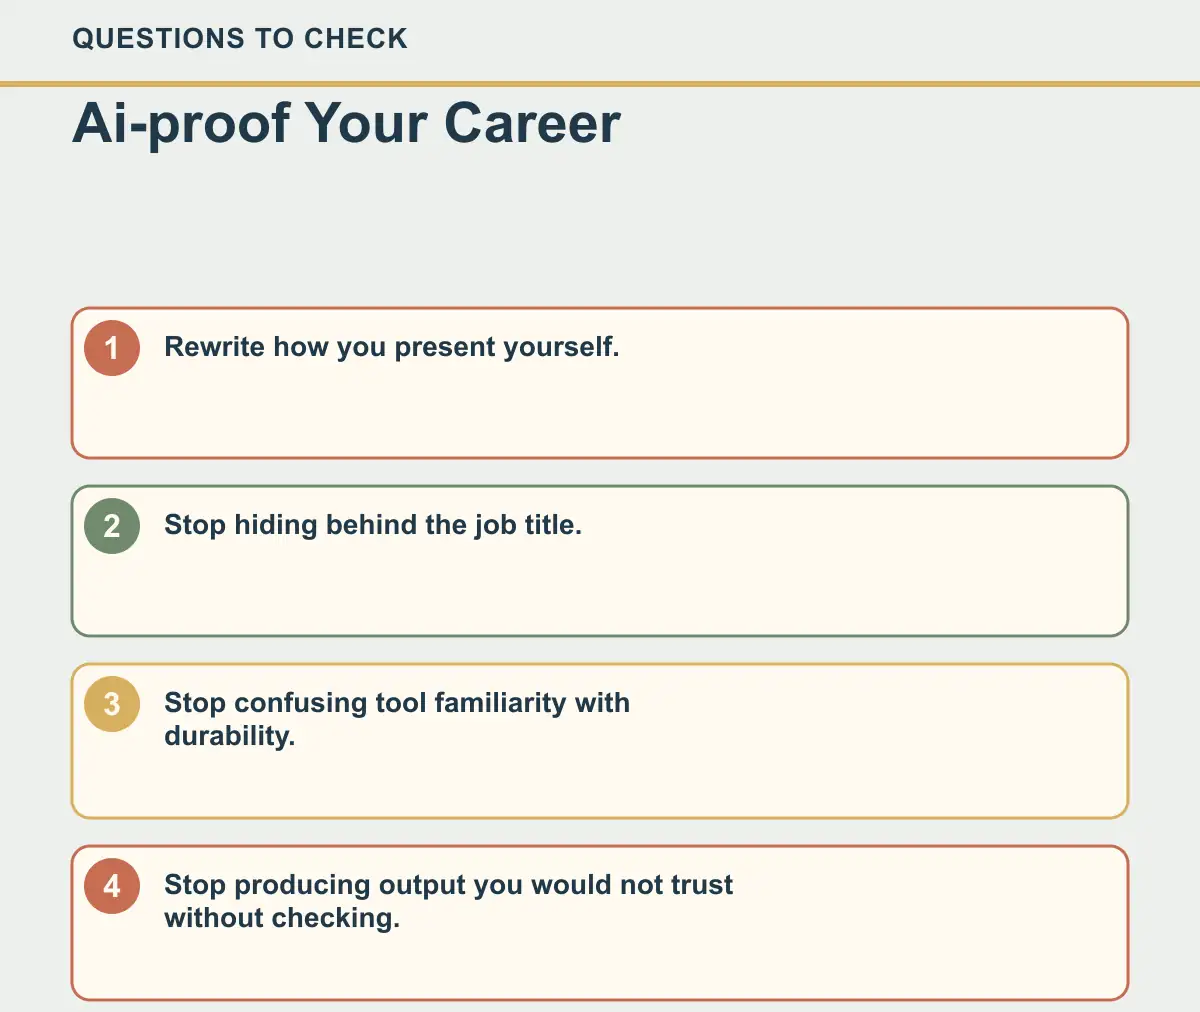 QUESTIONS TO CHECK
Ai-proof Your Career
1
Rewrite how you present yourself.
2
Stop hiding behind the job title.
3
Stop confusing tool familiarity with
durability.
4
Stop producing output you would not trust
without checking.